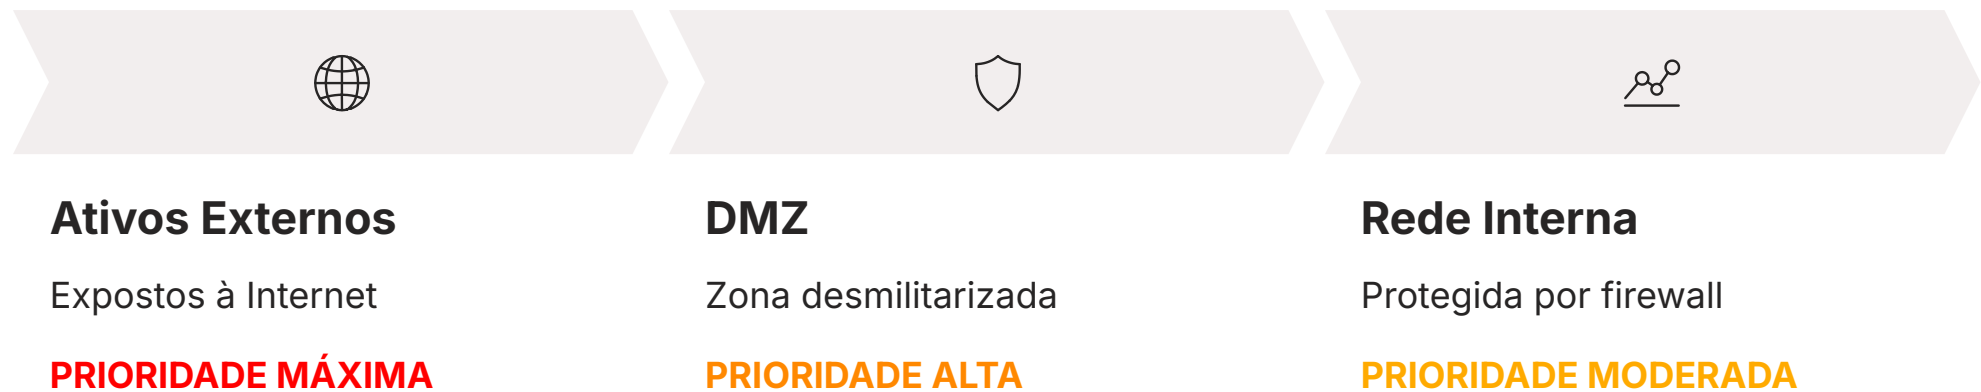 Ativos Externos
Expostos à Internet
PRIORIDADE MÁXIMA
DMZ
Zona desmilitarizada
PRIORIDADE ALTA
Rede Interna
Protegida por firewall
PRIORIDADE MODERADA